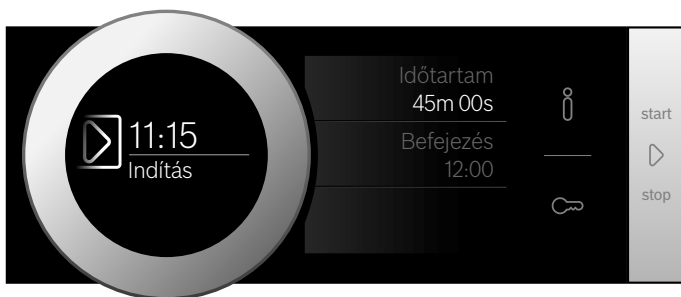 11:15
Indítás
Időtartam
45m 00s
Befejezés
12:00
start
stop